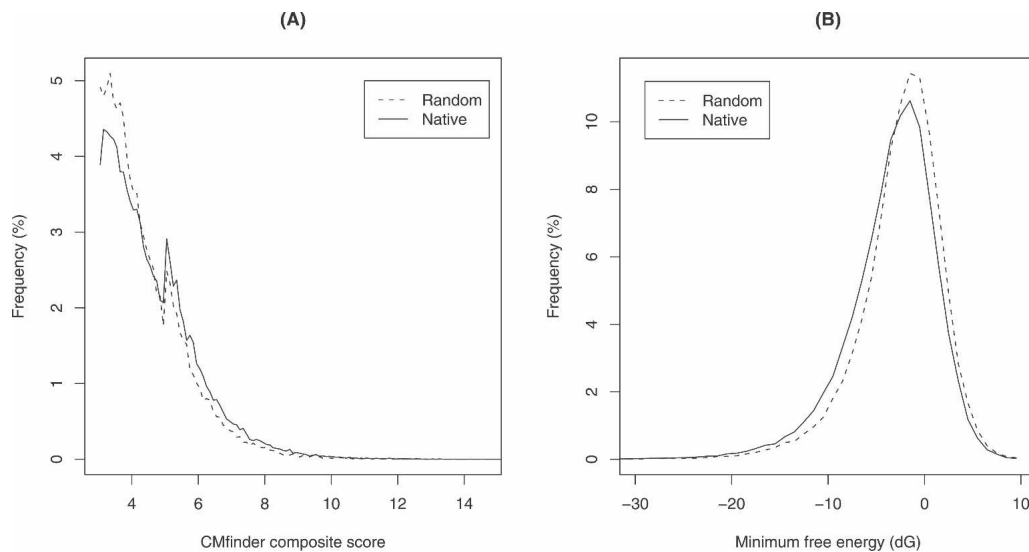 (A)
Frequency (%)
5
4
3
2
1
0
Random
Native
4 6 8 10 12 14
CMfinder composite score
(B)
Frequency (%)
10
8
6
4
2
0
Random
Native
−30 −20 −10 0 10
Minimum free energy (dG)